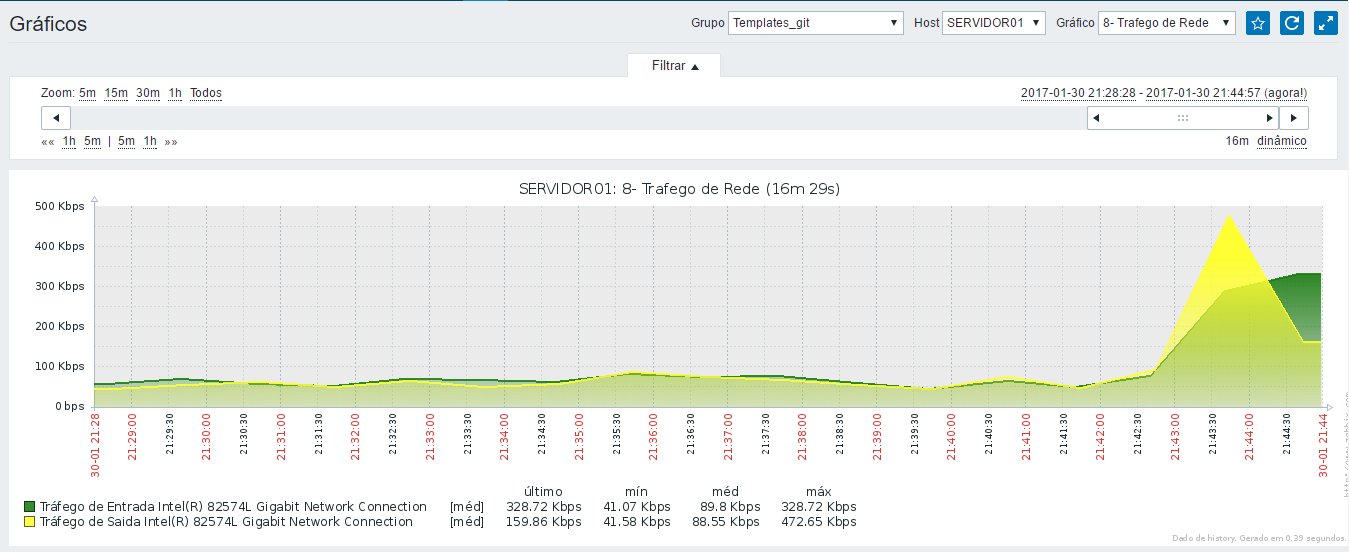 Gráficos
Grupo Templates_git Host SERVIDOR01 Gráfico 8- Trafego de Rede
Filtrar
Zoom: 5m 15m 30m 1h Todos
2017-01-30 21:28:28 - 2017-01-30 21:44:57 (agora!)
«« 1h 5m | 5m 1h »»
16m dinâmico
SERVIDOR01: 8- Trafego de Rede (16m 29s)
500 Kbps
400 Kbps
300 Kbps
200 Kbps
100 Kbps
0 bps
30-01 21:28
21:29:00
21:29:30
21:30:00
21:30:30
21:31:00
21:31:30
21:32:00
21:32:30
21:33:00
21:33:30
21:34:00
21:34:30
21:35:00
21:35:30
21:36:00
21:36:30
21:37:00
21:37:30
21:38:00
21:38:30
21:39:00
21:39:30
21:40:00
21:40:30
21:41:00
21:41:30
21:42:00
21:42:30
21:43:00
21:43:30
21:44:00
21:44:30
30-01 21:44
último mín méd máx
Tráfego de Entrada Intel(R) 82574L Gigabit Network Connection [méd] 328.72 Kbps 41.07 Kbps 89.8 Kbps 328.72 Kbps
Tráfego de Saida Intel(R) 82574L Gigabit Network Connection [méd] 159.86 Kbps 41.58 Kbps 88.55 Kbps 472.65 Kbps
Dado de history. Gerado em 0.39 segundos.